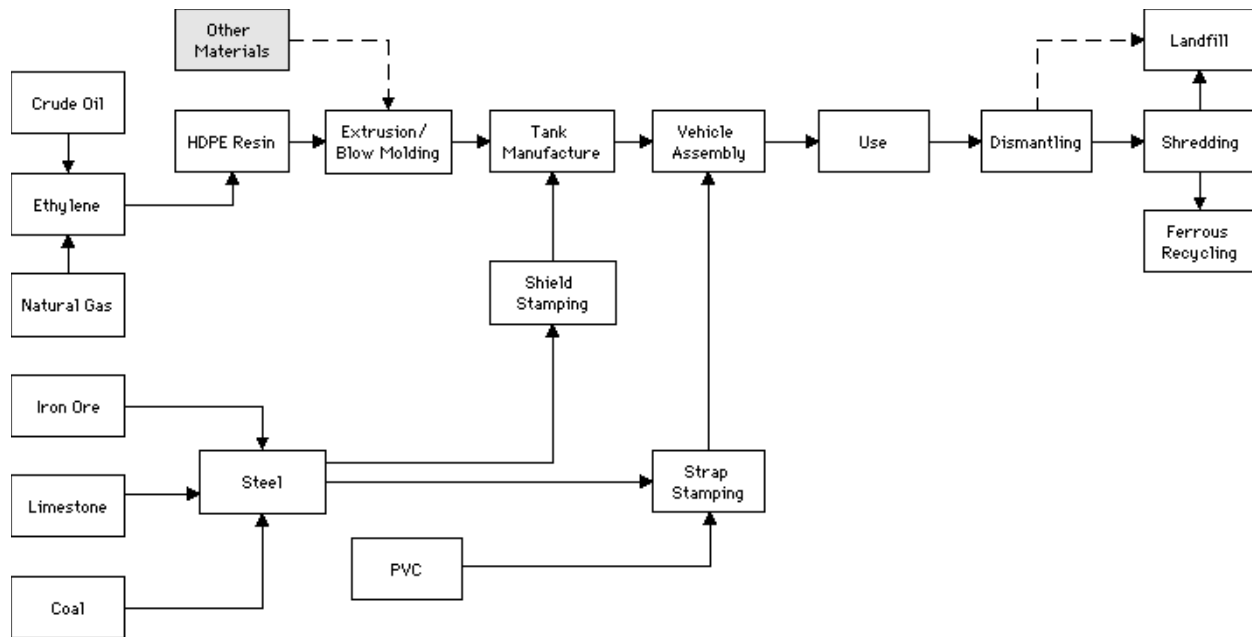 Other
Materials
Landfill
Crude Oil
HDPE Resin
Extrusion/
Blow Molding
Tank
Manufacture
Vehicle
Assembly
Use
Dismantling
Shredding
Ethylene
Ferrous
Recycling
Natural Gas
Shield
Stamping
Iron Ore
Steel
Strap
Stamping
Limestone
PVC
Coal